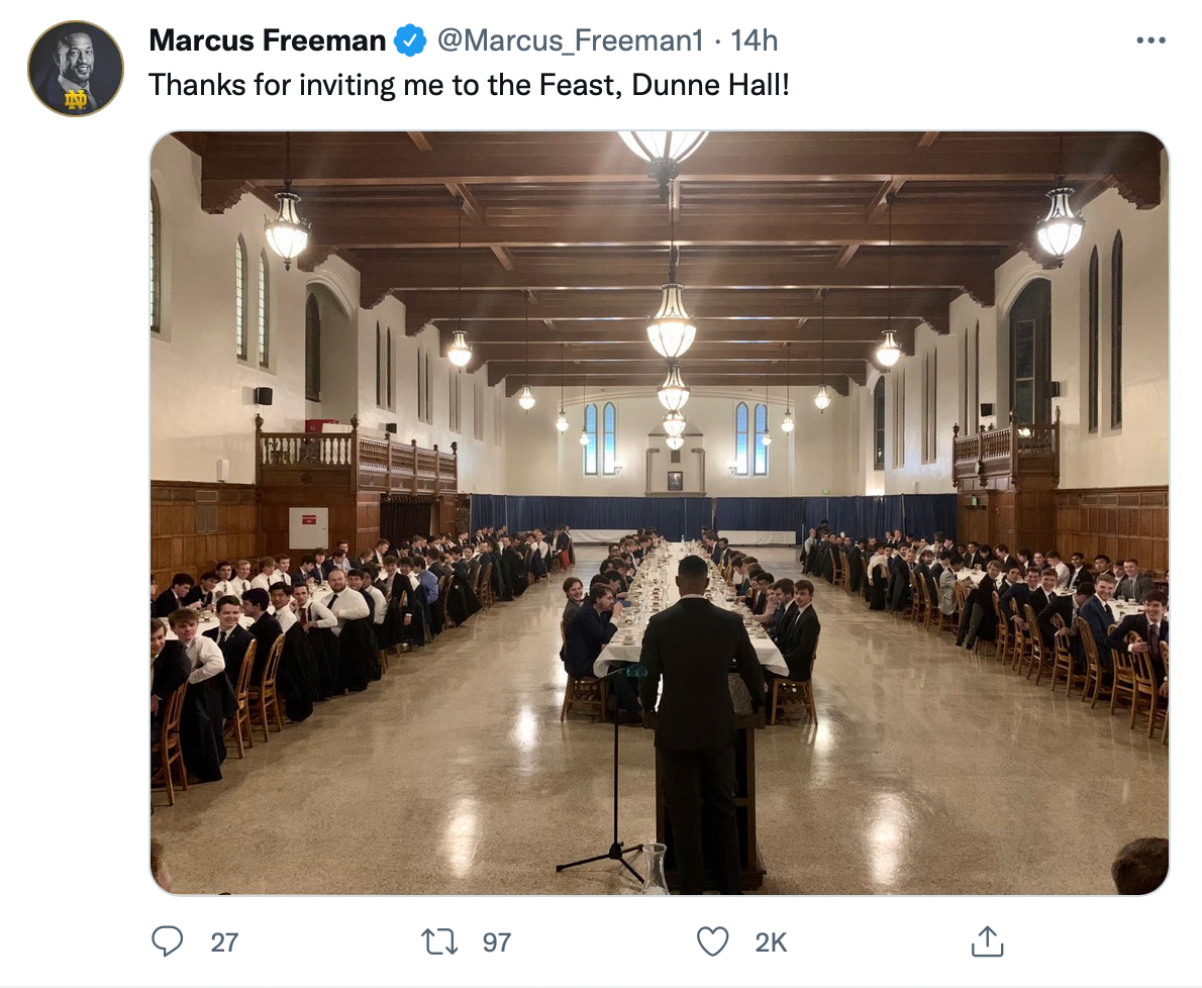 Marcus Freeman @Marcus_Freeman1 · 14h
Thanks for inviting me to the Feast, Dunne Hall!
27 97 2K